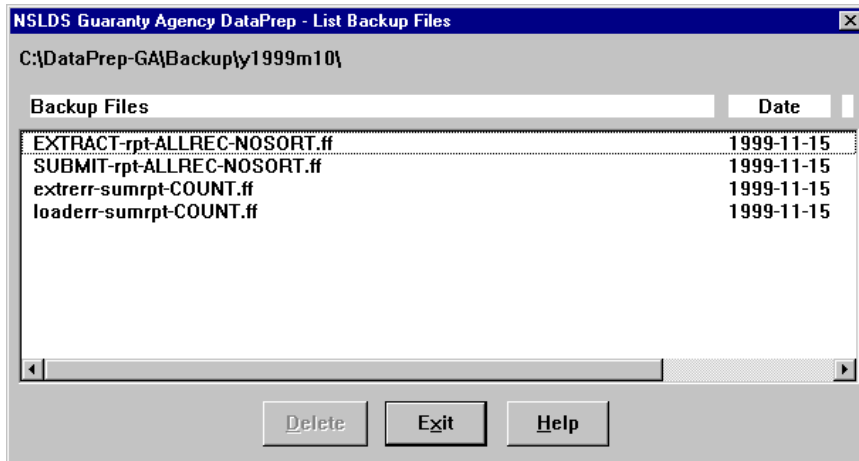 NSLDS Guaranty Agency DataPrep - List Backup Files
C:\DataPrep-GA\Backup\y1999m10\
Backup Files Date
EXTRACT-rpt-ALLREC-NOSORT.ff 1999-11-15
SUBMIT-rpt-ALLREC-NOSORT.ff 1999-11-15
extrerr-sumrpt-COUNT.ff 1999-11-15
loaderr-sumrpt-COUNT.ff 1999-11-15
Delete Exit Help